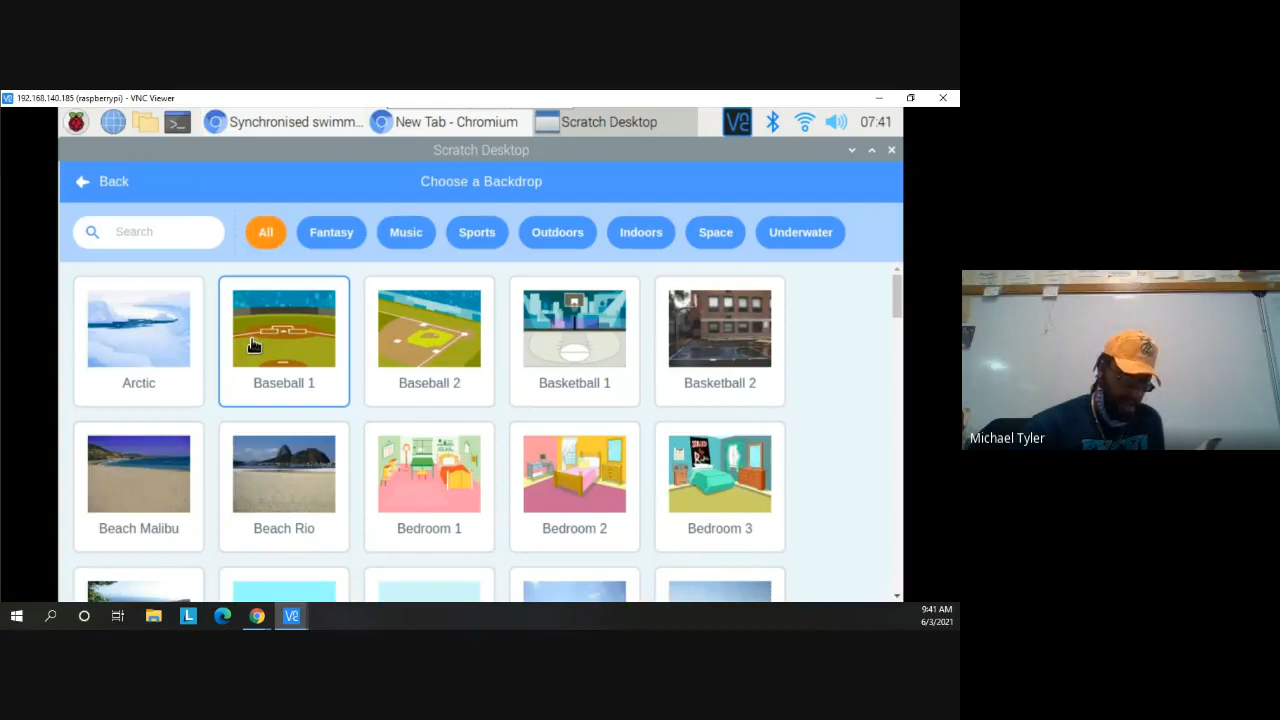 192.168.140.185 (raspberrypi) - VNC Viewer
Synchronised swimm...
New Tab - Chromium
Scratch Desktop
07:41
Scratch Desktop
Back
Choose a Backdrop
Search
All
Fantasy
Music
Sports
Outdoors
Indoors
Space
Underwater
Arctic
Baseball 1
Baseball 2
Basketball 1
Basketball 2
Beach Malibu
Beach Rio
Bedroom 1
Bedroom 2
Bedroom 3
Michael Tyler
9:41 AM
6/3/2021